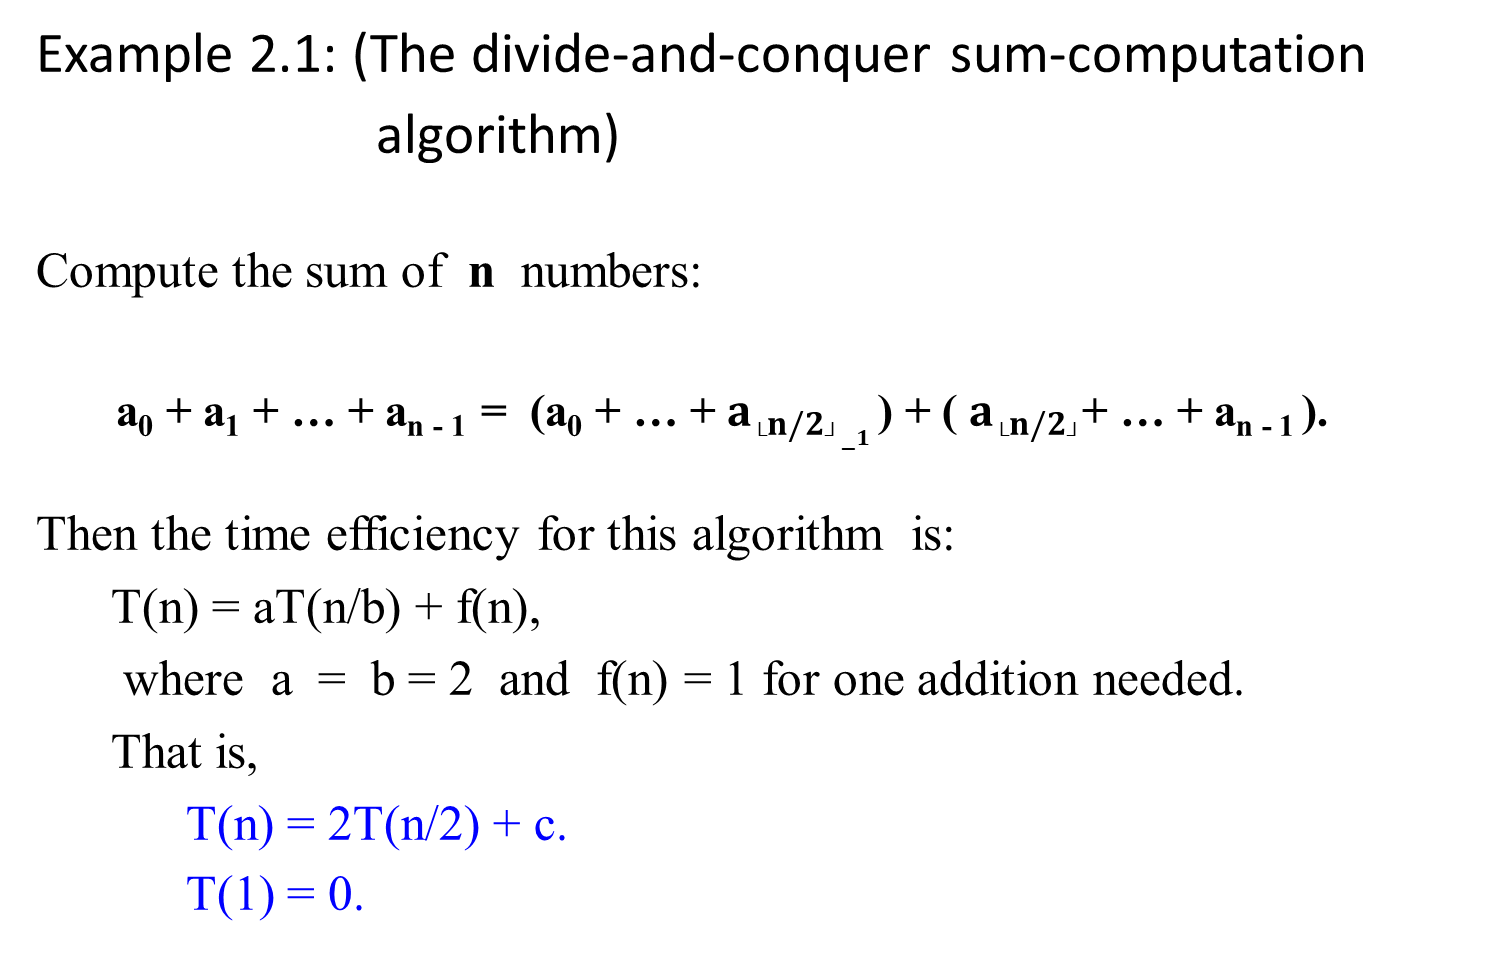 Example 2.1: (The divide-and-conquer sum-computation
algorithm)
Compute the sum of n numbers:
a₀ + a₁ + … + aₙ ₋ ₁ = (a₀ + … + a ⌊n/2⌋ _ 1 ) + ( a ⌊n/2⌋ + … + aₙ ₋ ₁ ).
Then the time efficiency for this algorithm is:
T(n) = aT(n/b) + f(n),
where a = b = 2 and f(n) = 1 for one addition needed.
That is,
T(n) = 2T(n/2) + c.
T(1) = 0.